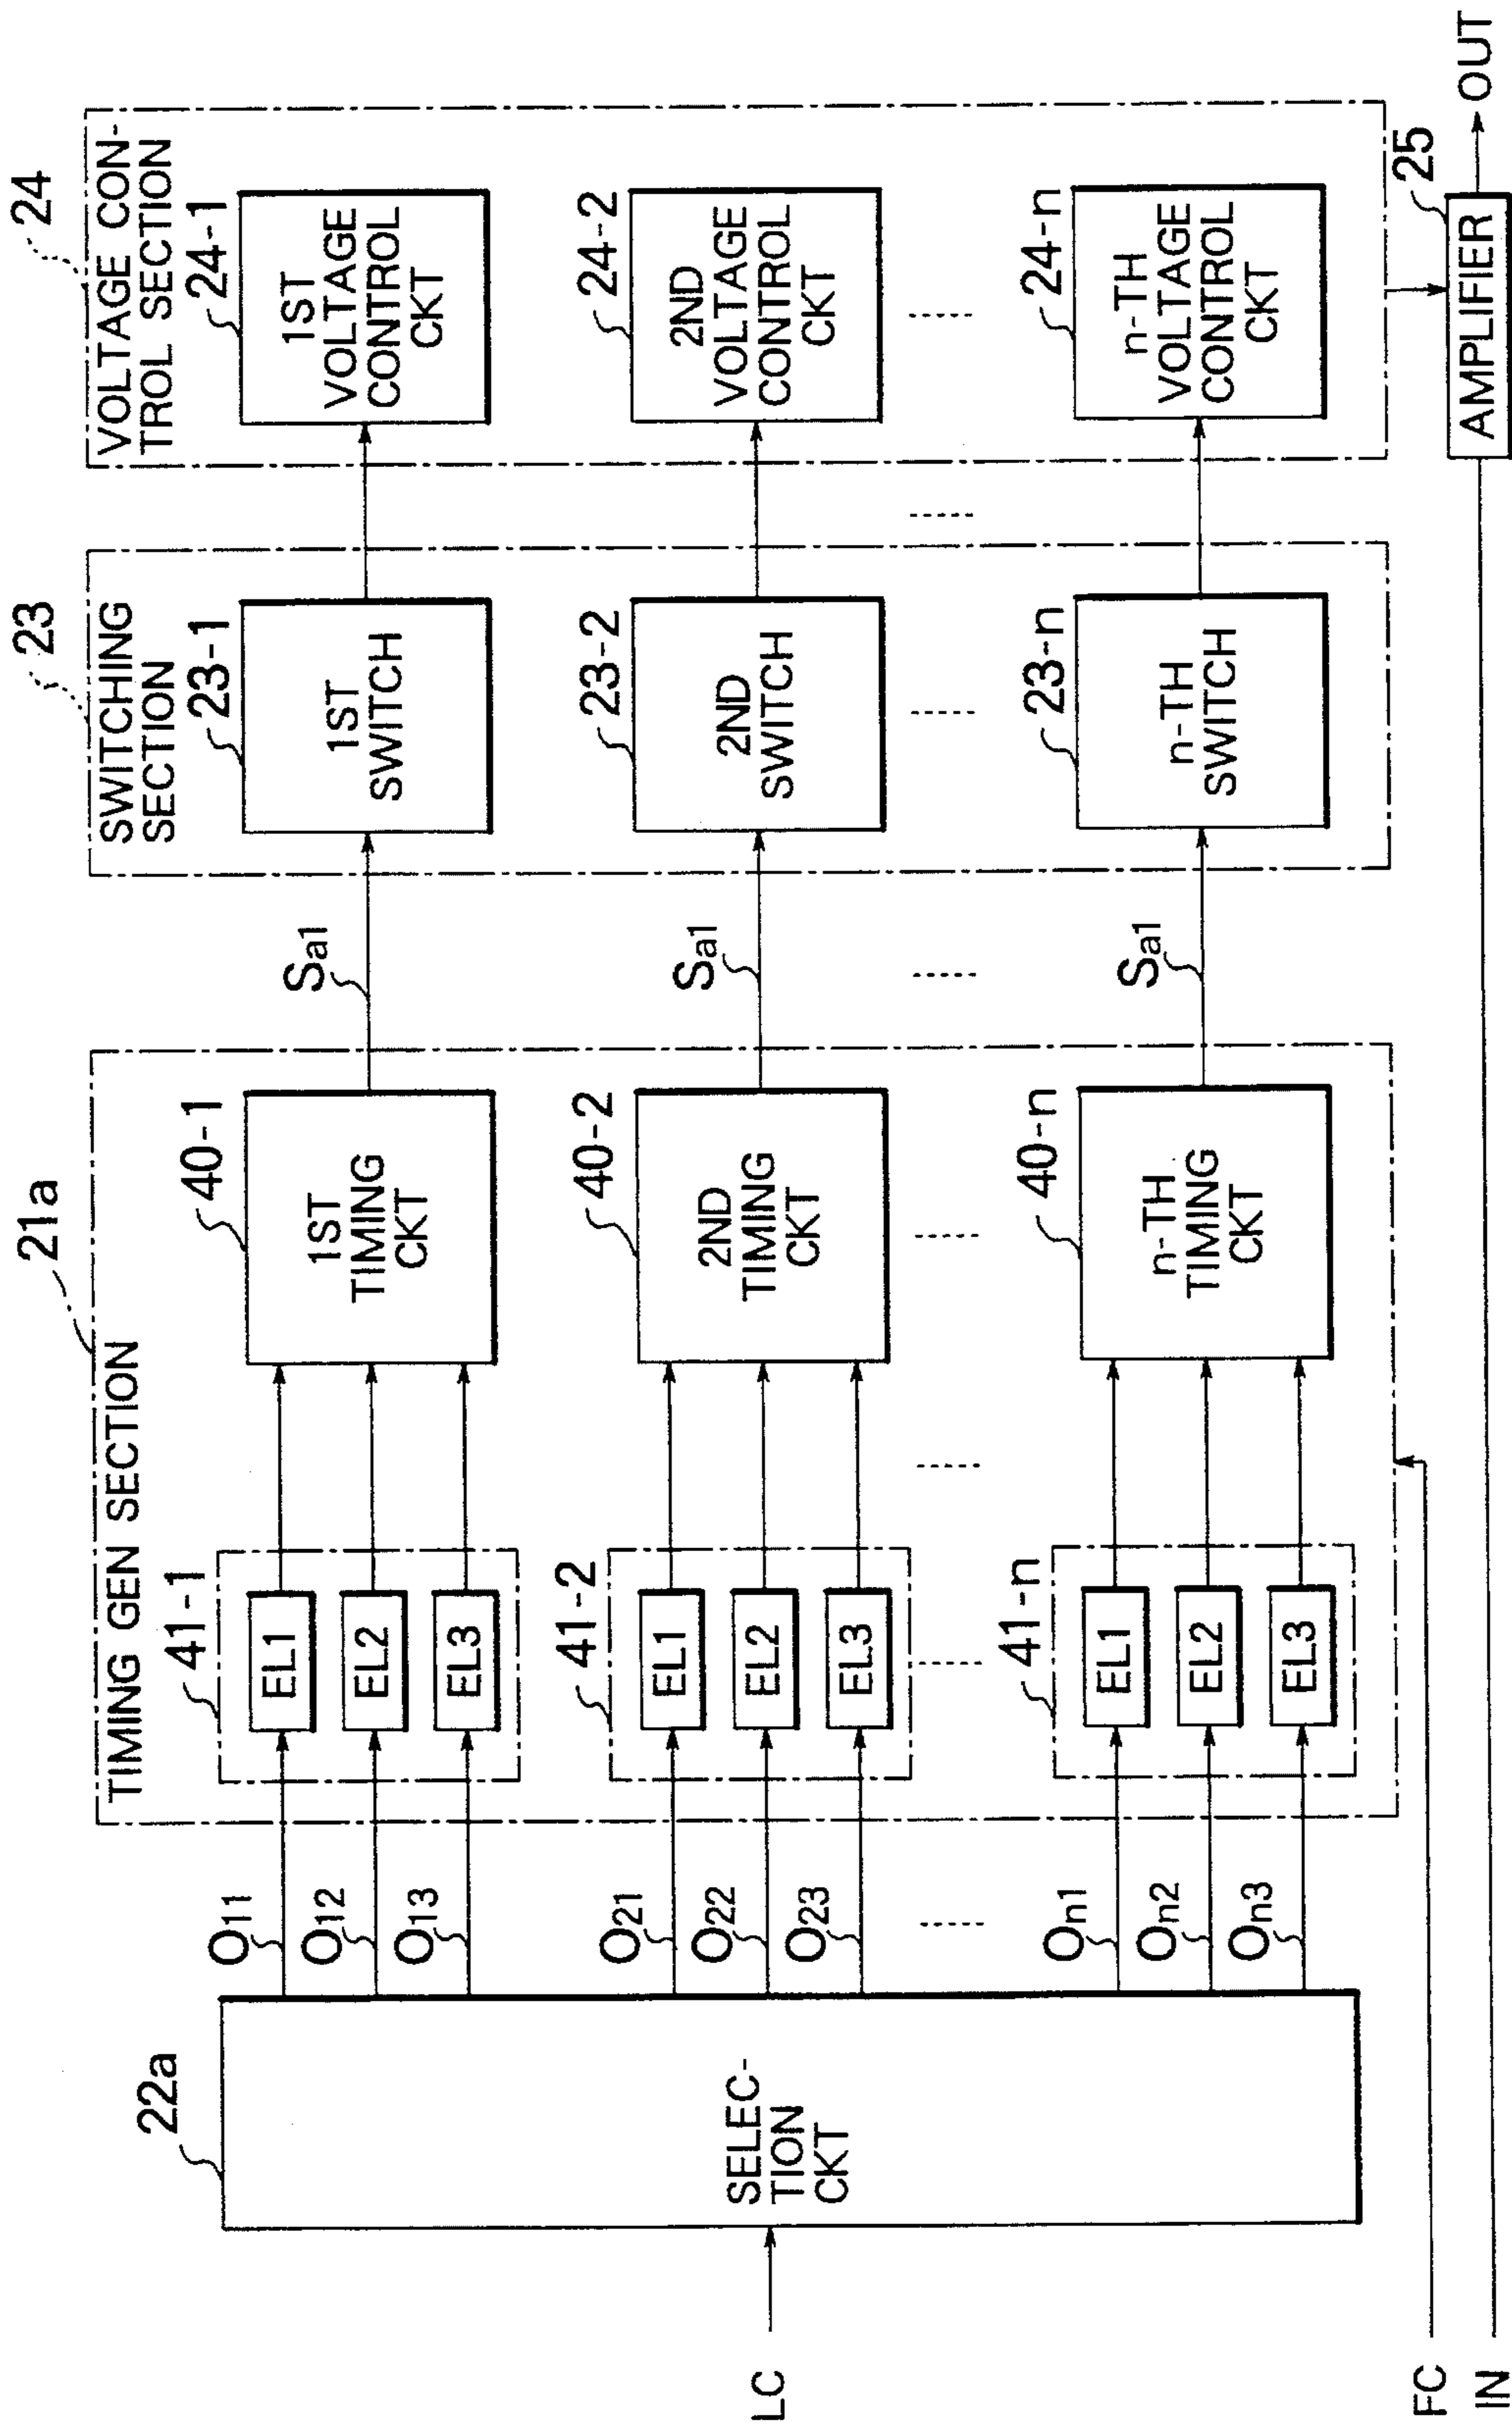 24
VOLTAGE CON-
TROL SECTION
23
SWITCHING
SECTION
21a
TIMING GEN SECTION
22a
SELEC-
TION
CKT
LC
O11
O12
O13
41-1
EL1
EL2
EL3
40-1
1ST
TIMING
CKT
Sa1
23-1
1ST
SWITCH
24-1
1ST
VOLTAGE
CONTROL
CKT
O21
O22
O23
41-2
EL1
EL2
EL3
40-2
2ND
TIMING
CKT
Sa1
23-2
2ND
SWITCH
24-2
2ND
VOLTAGE
CONTROL
CKT
On1
On2
On3
41-n
EL1
EL2
EL3
40-n
n-TH
TIMING
CKT
Sa1
23-n
n-TH
SWITCH
24-n
n-TH
VOLTAGE
CONTROL
CKT
FC
IN
25
AMPLIFIER
OUT